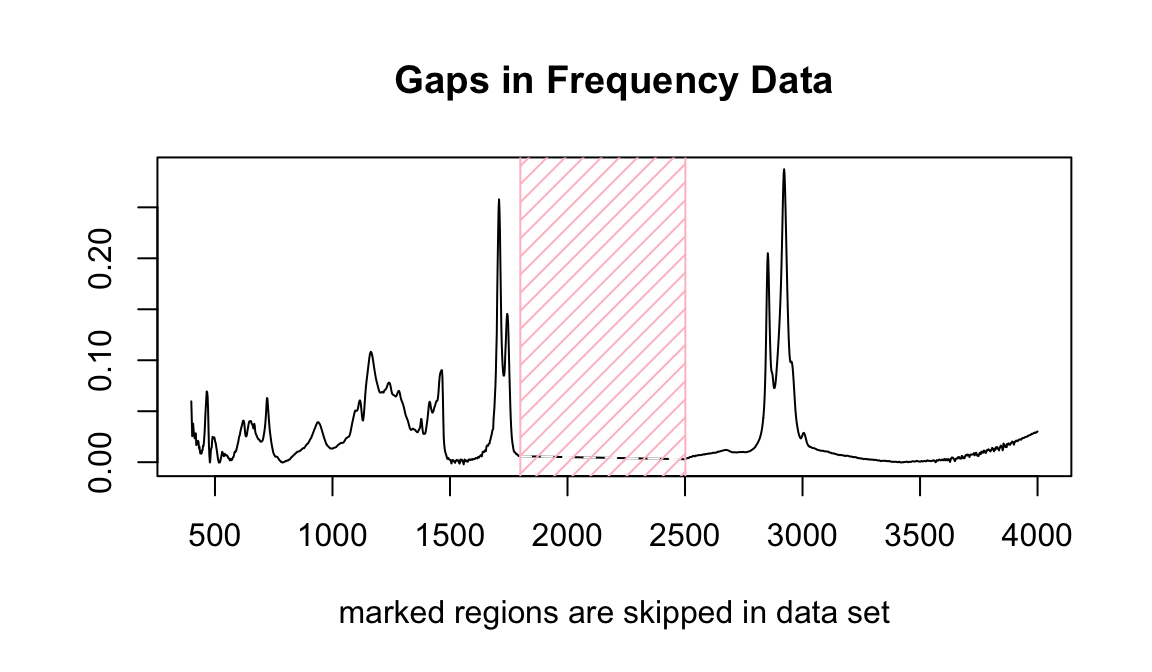 Gaps in Frequency Data
0.20
0.10
0.00
500 1000 1500 2000 2500 3000 3500 4000
marked regions are skipped in data set